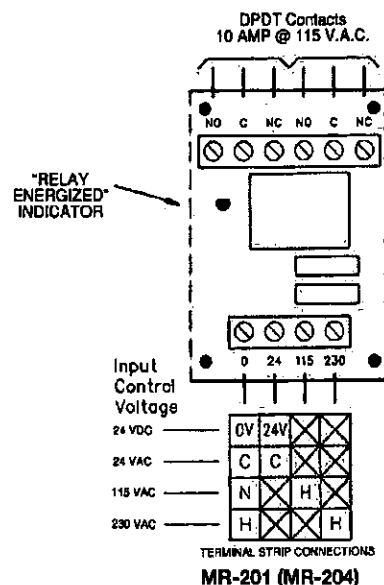 DPDT Contacts
10 AMP @ 115 V.A.C.
NO C NC NO C NC
"RELAY
ENERGIZED"
INDICATOR
0 24 115 230
Input
Control
Voltage
24 VDC 0V 24V
24 VAC C C
115 VAC N H
230 VAC H H
TERMINAL STRIP CONNECTIONS
MR-201 (MR-204)